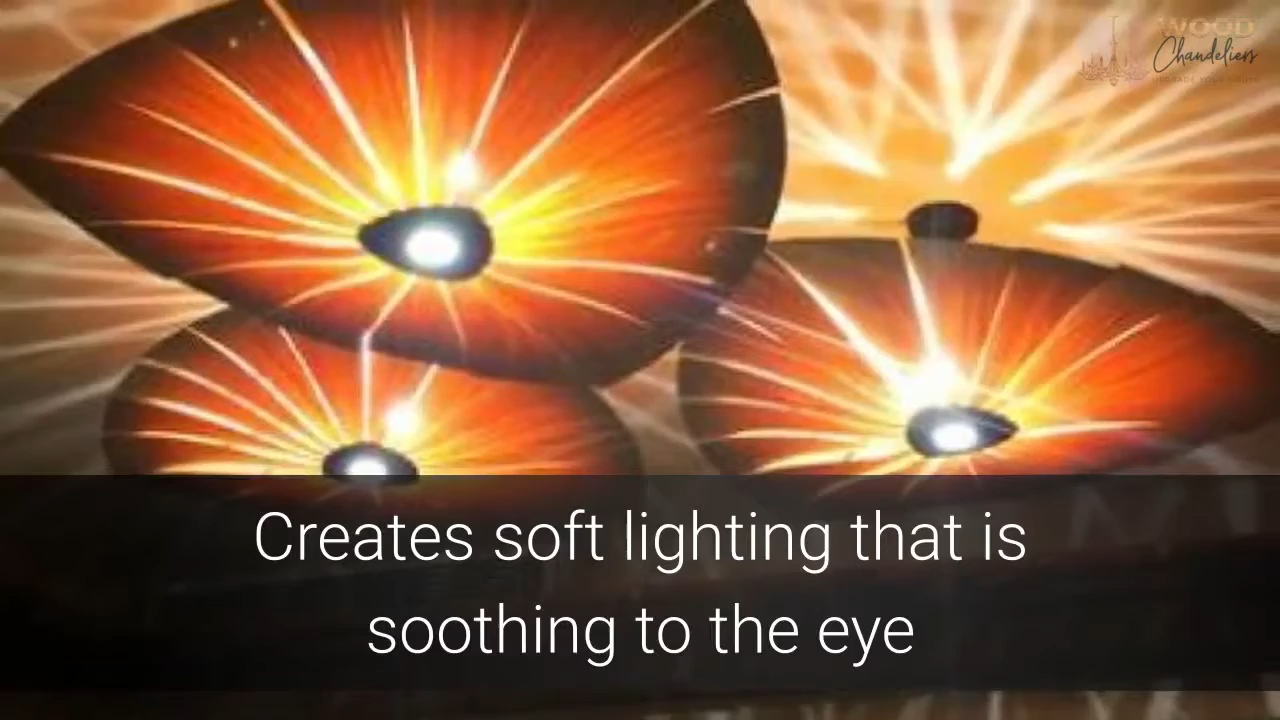 WOOD
Chandeliers
Creates soft lighting that is
soothing to the eye